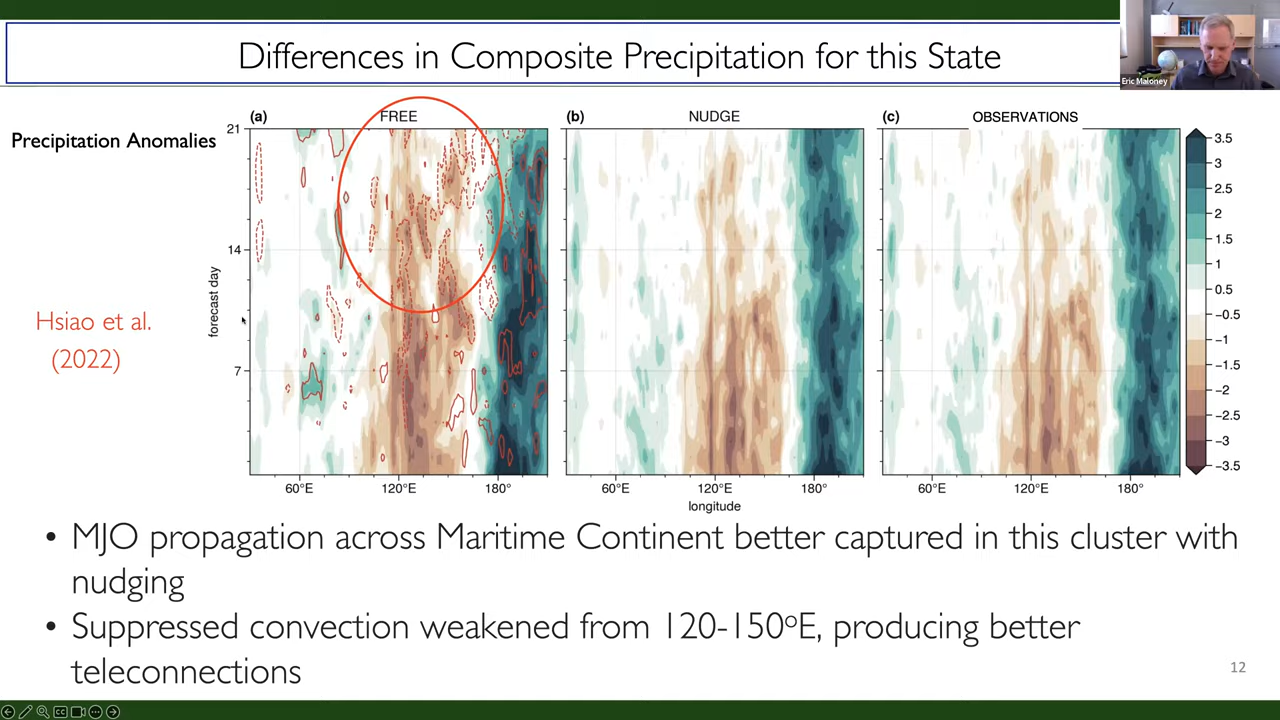 Differences in Composite Precipitation for this State
Eric Maloney
Precipitation Anomalies
(a)
FREE
(b)
NUDGE
(c)
OBSERVATIONS
21
14
7
forecast day
Hsiao et al.
(2022)
60°E
120°E
180°
60°E
120°E
180°
60°E
120°E
180°
longitude
3.5
3
2.5
2
1.5
1
0.5
−0.5
−1
−1.5
−2
−2.5
−3
−3.5
• MJO propagation across Maritime Continent better captured in this cluster with
nudging
• Suppressed convection weakened from 120-150ºE, producing better
teleconnections
12
CC